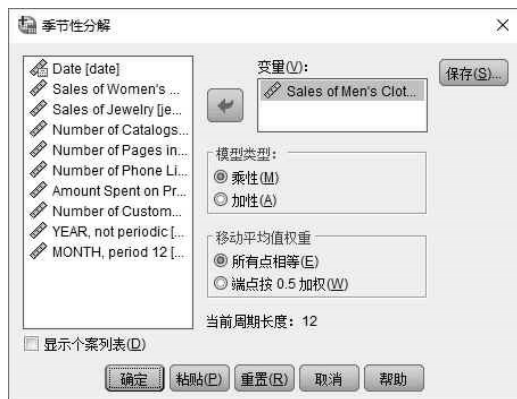 季节性分解
Date [date]
Sales of Women's ...
Sales of Jewelry [je...
Number of Catalogs...
Number of Pages in...
Number of Phone Li...
Amount Spent on Pr...
Number of Custom...
YEAR, not periodic [...
MONTH, period 12 [...
显示个案列表(D)
变量(V):
Sales of Men's Clot...
保存(S)...
模型类型:
乘性(M)
加性(A)
移动平均值权重
所有点相等(E)
端点按 0.5 加权(W)
当前周期长度: 12
确定 粘贴(P) 重置(R) 取消 帮助